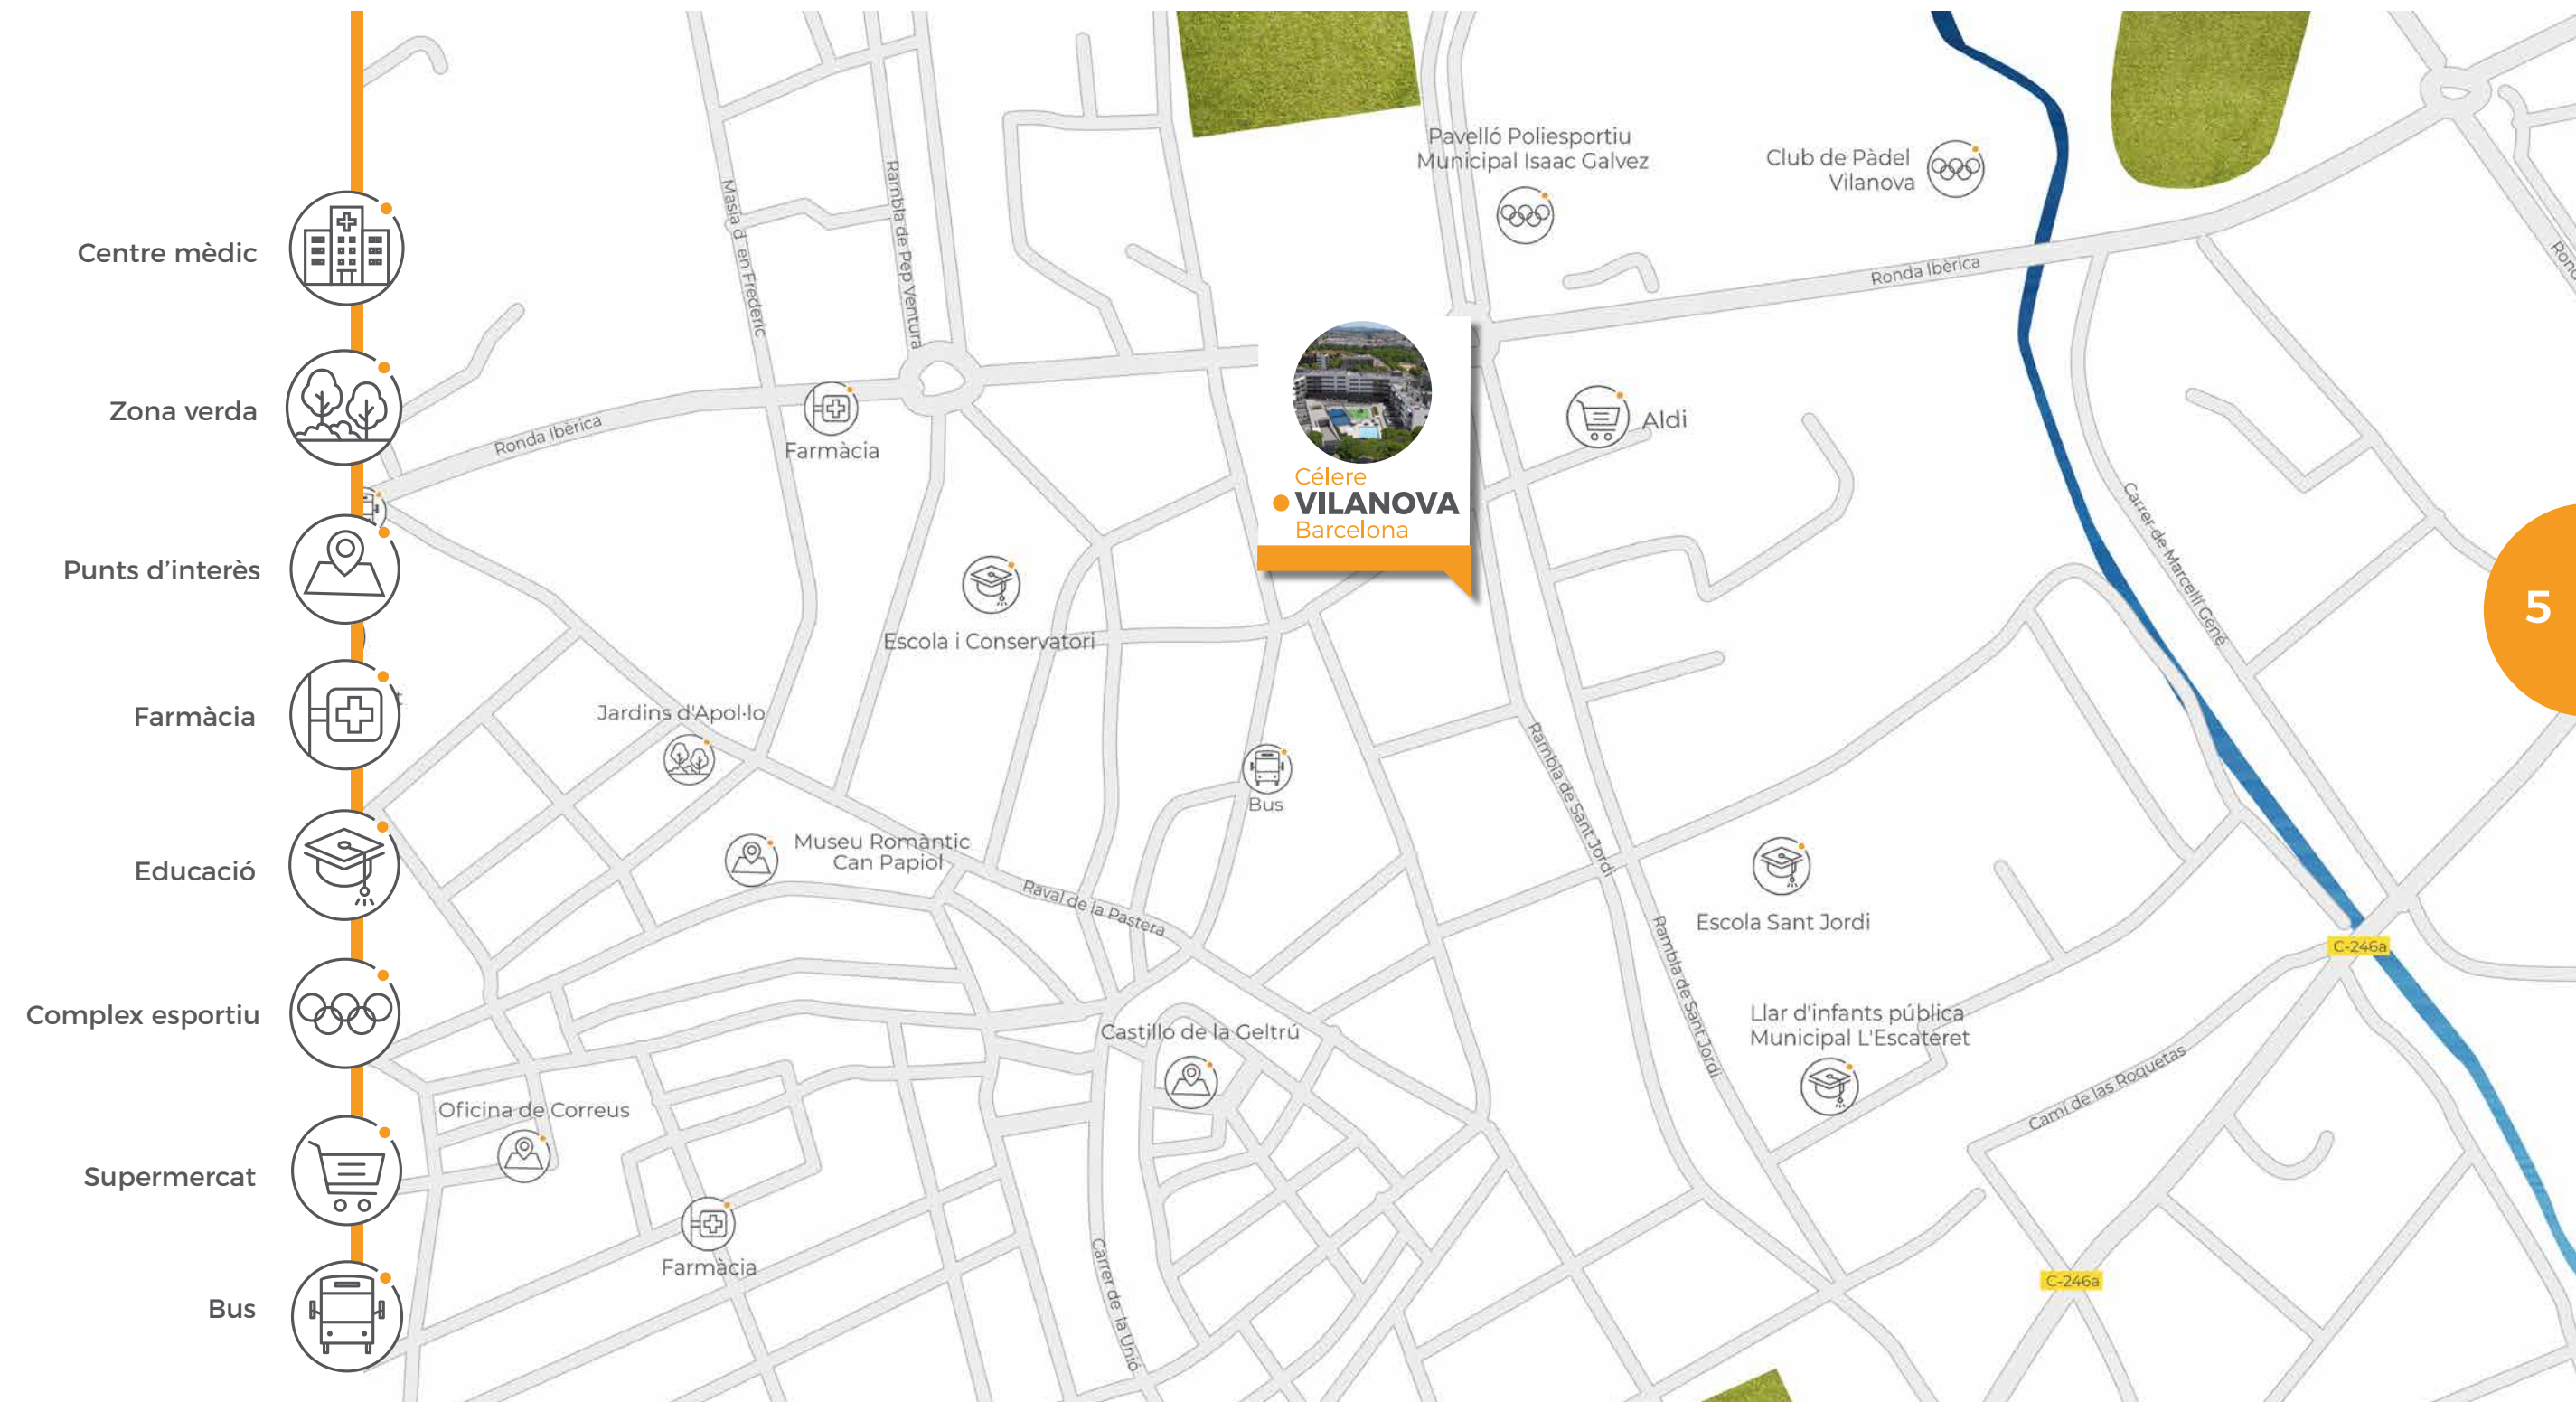 Centre mèdic
Zona verda
Punts d'interès
Farmàcia
Educació
Complex esportiu
Supermercat
Bus
Masia d´en Frederic
Rambla de Pep Ventura
Pavelló Poliesportiu
Municipal Isaac Galvez
Club de Pàdel
Vilanova
Ronda Ibèrica
Ronda Ibèrica
Farmàcia
Célere
VILANOVA
Barcelona
Aldi
Carrer de Marcel·lí Gené
5
Escola i Conservatori
Jardins d'Apol·lo
Bus
Rambla de Sant Jordi
Museu Romàntic
Can Papiol
Raval de la Pastera
Escola Sant Jordi
Rambla de Sant Jordi
C-246a
Llar d'infants pública
Municipal L'Escateret
Castillo de la Geltrú
Camí de las Roquetas
Oficina de Correus
Farmàcia
Carrer de la Unió
C-246a